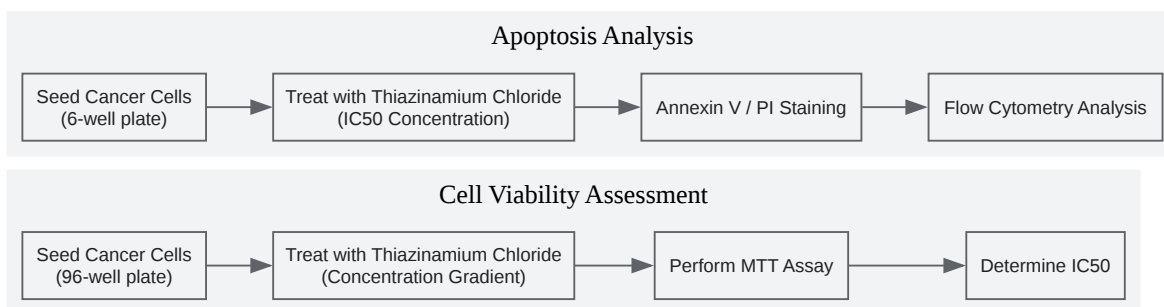 Apoptosis Analysis
Seed Cancer Cells
(6-well plate)
Treat with Thiazinamium Chloride
(IC50 Concentration)
Annexin V / PI Staining
Flow Cytometry Analysis
Cell Viability Assessment
Seed Cancer Cells
(96-well plate)
Treat with Thiazinamium Chloride
(Concentration Gradient)
Perform MTT Assay
Determine IC50